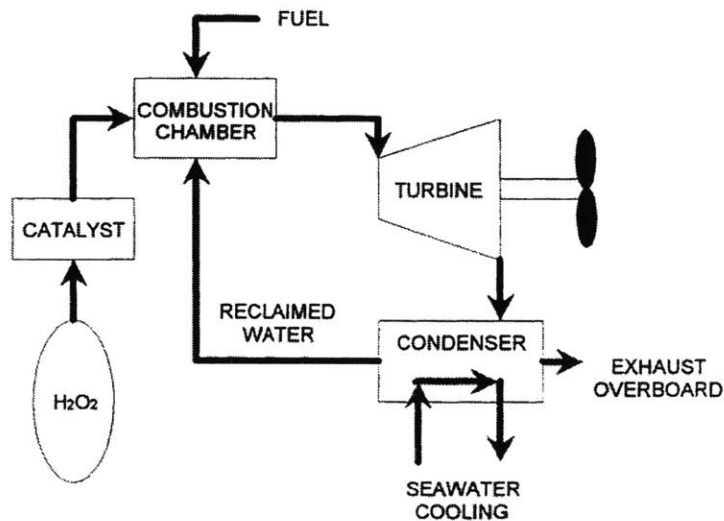 FUEL
COMBUSTION
CHAMBER
TURBINE
CATALYST
RECLAIMED
WATER
CONDENSER
EXHAUST
OVERBOARD
H₂O₂
SEAWATER
COOLING